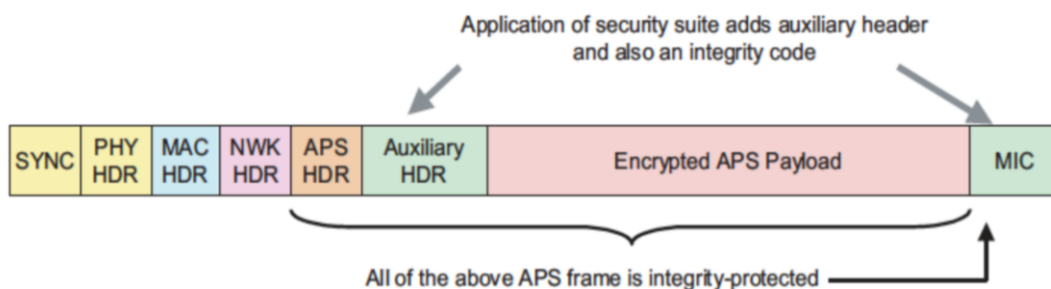 Application of security suite adds auxiliary header
and also an integrity code
SYNC
PHY
HDR
MAC
HDR
NWK
HDR
APS
HDR
Auxiliary
HDR
Encrypted APS Payload
MIC
All of the above APS frame is integrity-protected